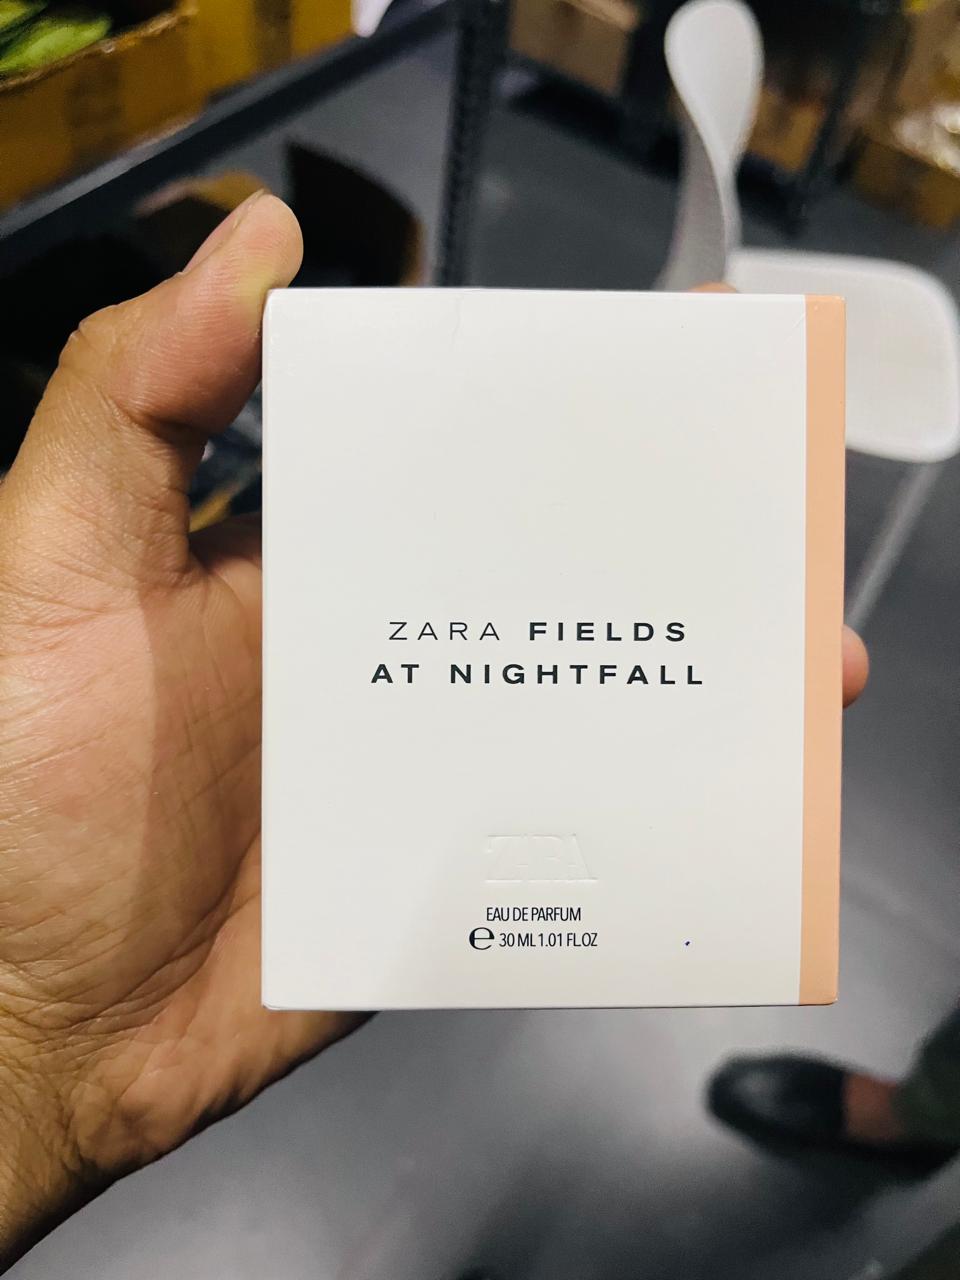 ZARA FIELDS
AT NIGHTFALL
ZARA
EAU DE PARFUM
℮ 30 ML 1.01 FL OZ